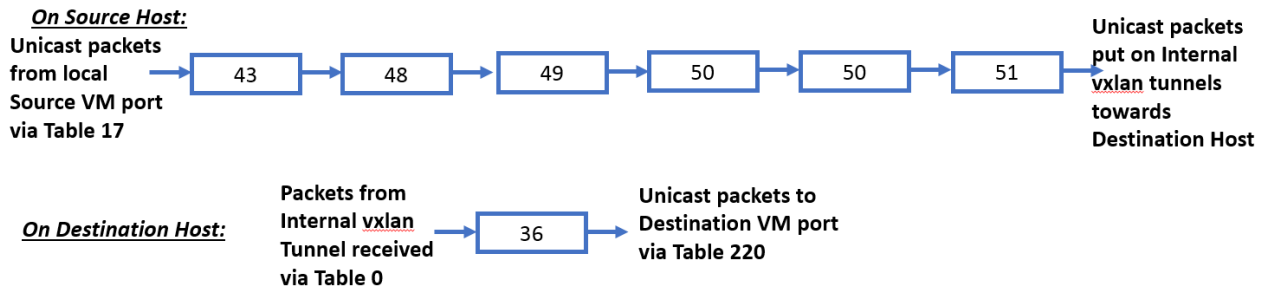 On Source Host:
Unicast packets
from local
Source VM port
via Table 17
43
48
49
50
50
51
Unicast packets
put on Internal
vxlan tunnels
towards
Destination Host
On Destination Host:
Packets from
Internal vxlan
Tunnel received
via Table 0
36
Unicast packets to
Destination VM port
via Table 220